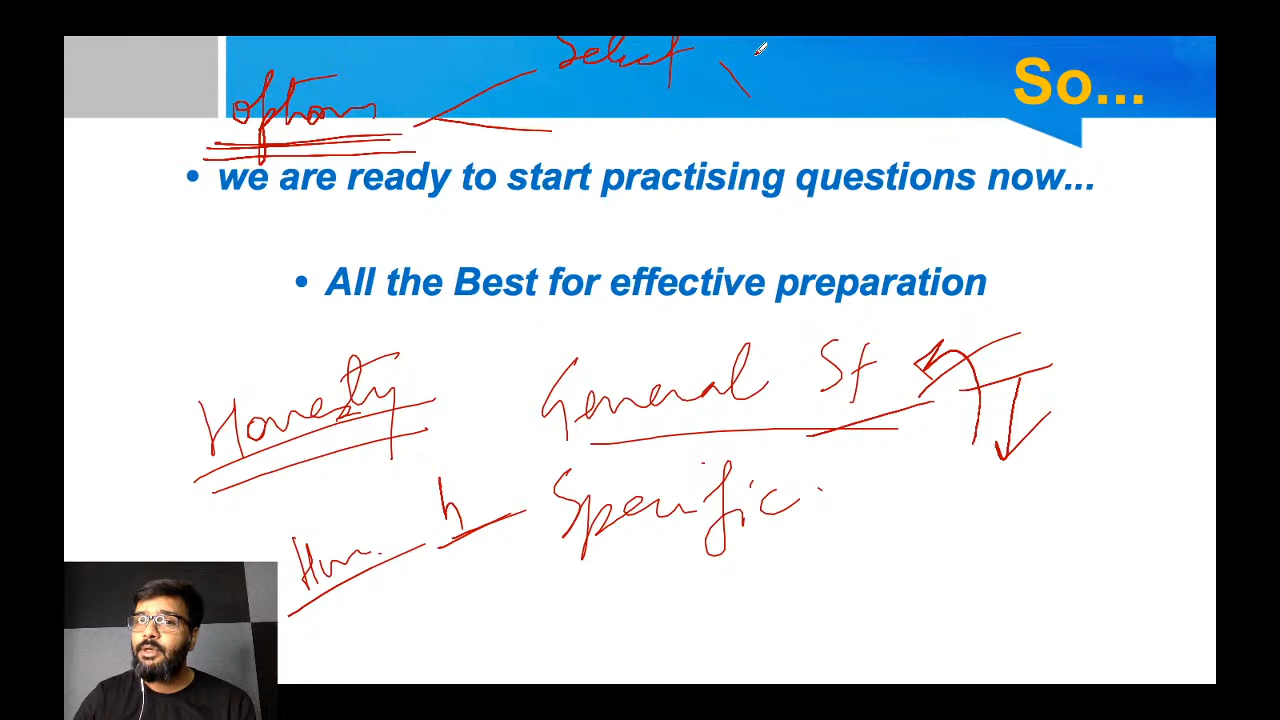 Select
So...
options
• we are ready to start practising questions now...
• All the Best for effective preparation
Honesty General St
h Specific
Hum.